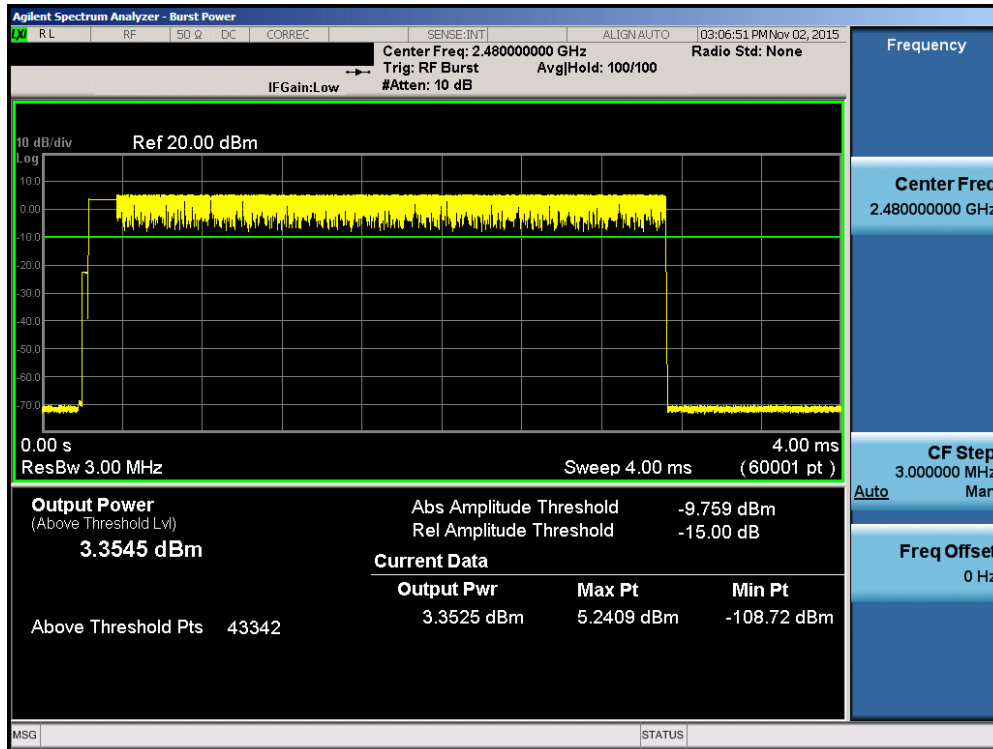 Agilent Spectrum Analyzer - Burst Power
LXI RL RF 50 Ω DC CORREC SENSE:INT ALIGN AUTO 03:06:51 PM Nov 02, 2015
Center Freq: 2.480000000 GHz Radio Std: None
Trig: RF Burst Avg|Hold: 100/100
IFGain:Low #Atten: 10 dB
10 dB/div Ref 20.00 dBm
Log
10.0
0.00
-10.0
-20.0
-30.0
-40.0
-50.0
-60.0
-70.0
0.00 s 4.00 ms
ResBw 3.00 MHz Sweep 4.00 ms (60001 pt )
Output Power
(Above Threshold Lvl)
3.3545 dBm
Above Threshold Pts 43342
Abs Amplitude Threshold -9.759 dBm
Rel Amplitude Threshold -15.00 dB
Current Data
Output Pwr Max Pt Min Pt
3.3525 dBm 5.2409 dBm -108.72 dBm
MSG STATUS
Frequency
Center Freq
2.480000000 GHz
CF Step
3.000000 MHz
Auto Man
Freq Offset
0 Hz